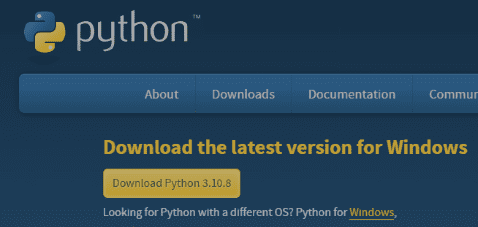 python™
About Downloads Documentation Commun
Download the latest version for Windows
Download Python 3.10.8
Looking for Python with a different OS? Python for Windows,